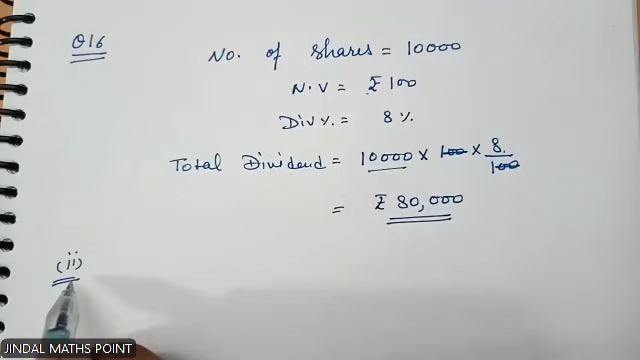 Q16
No. of shares = 10000
N.V = ₹ 100
Div %. = 8 %.
Total Dividend = 10000 × 100 × 8/100
= ₹ 80,000
(ii)
JINDAL MATHS POINT